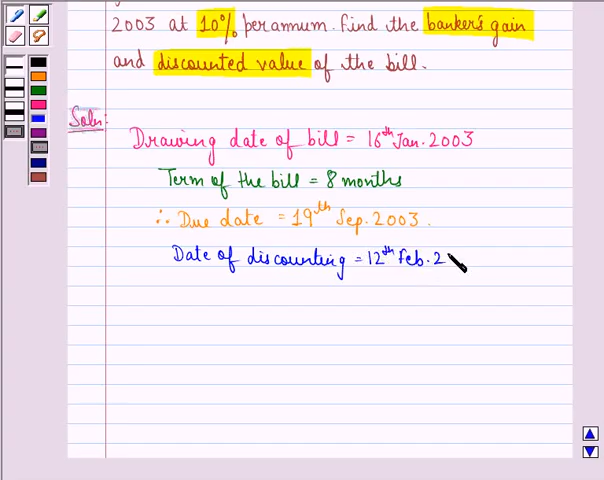 2003 at 10% per annum. Find the banker's gain
and discounted value of the bill.
Soln:
Drawing date of bill = 16th Jan. 2003
Term of the bill = 8 months
∴ Due date = 19th Sep. 2003.
Date of discounting = 12th Feb. 2